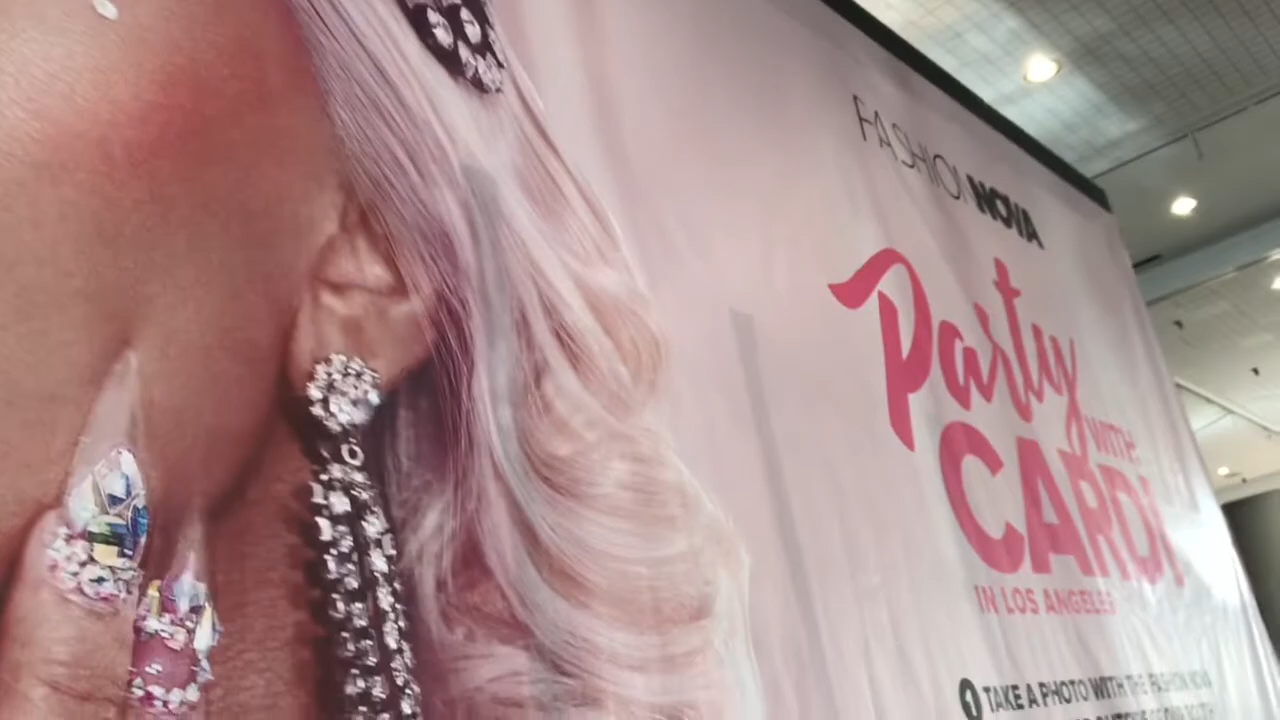 FASHIONNOVA
Party
WITH
CARDI
IN LOS ANGELES
1 TAKE A PHOTO WITH THE FASHION NOVA